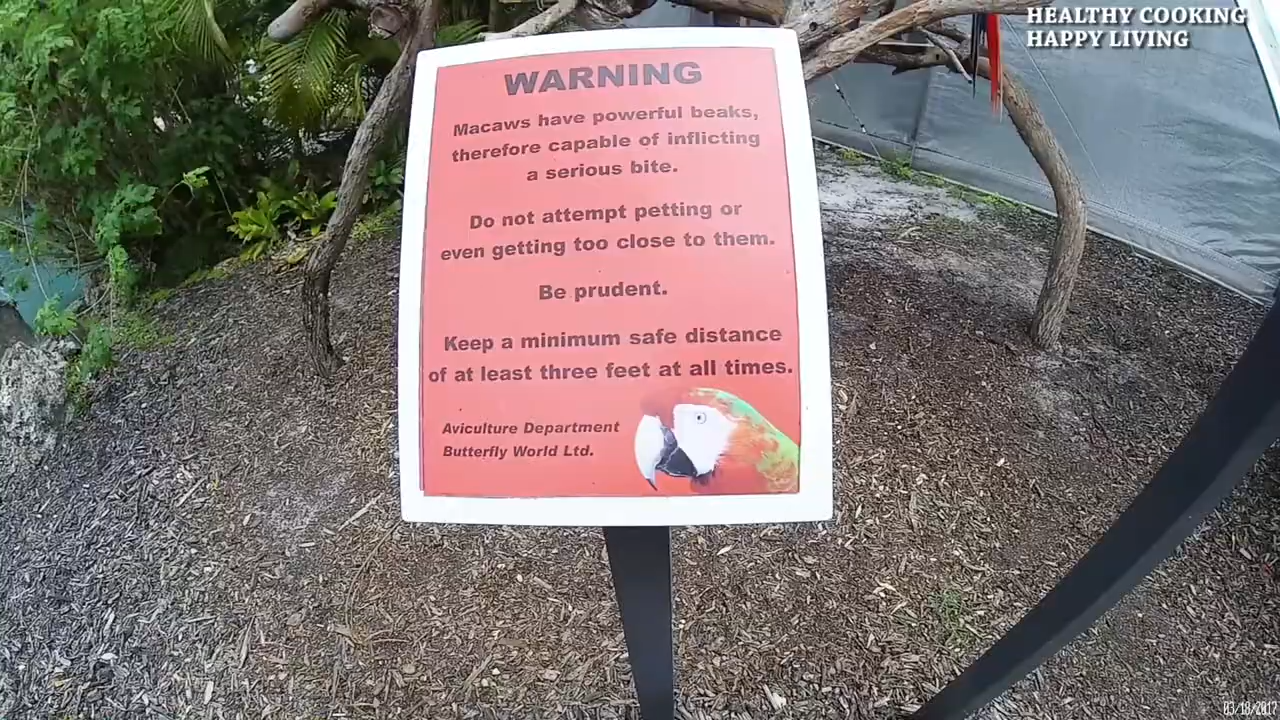 HEALTHY COOKING
HAPPY LIVING
WARNING
Macaws have powerful beaks,
therefore capable of inflicting
a serious bite.
Do not attempt petting or
even getting too close to them.
Be prudent.
Keep a minimum safe distance
of at least three feet at all times.
Aviculture Department
Butterfly World Ltd.
03/18/2017